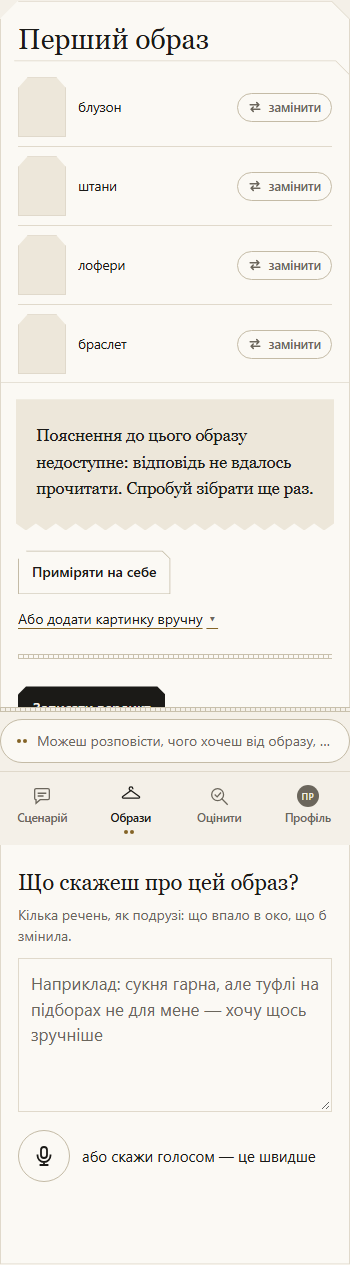 Перший образ
блузон
замінити
штани
замінити
лофери
замінити
браслет
замінити
Пояснення до цього образу
недоступне: відповідь не вдалось
прочитати. Спробуй зібрати ще раз.
Приміряти на себе
Або додати картинку вручну
Можеш розповісти, чого хочеш від образу, ...
Сценарій
Образи
Оцінити
ПР
Профіль
Що скажеш про цей образ?
Кілька речень, як подрузі: що впало в око, що б
змінила.
Наприклад: сукня гарна, але туфлі на
підборах не для мене — хочу щось
зручніше
або скажи голосом — це швидше